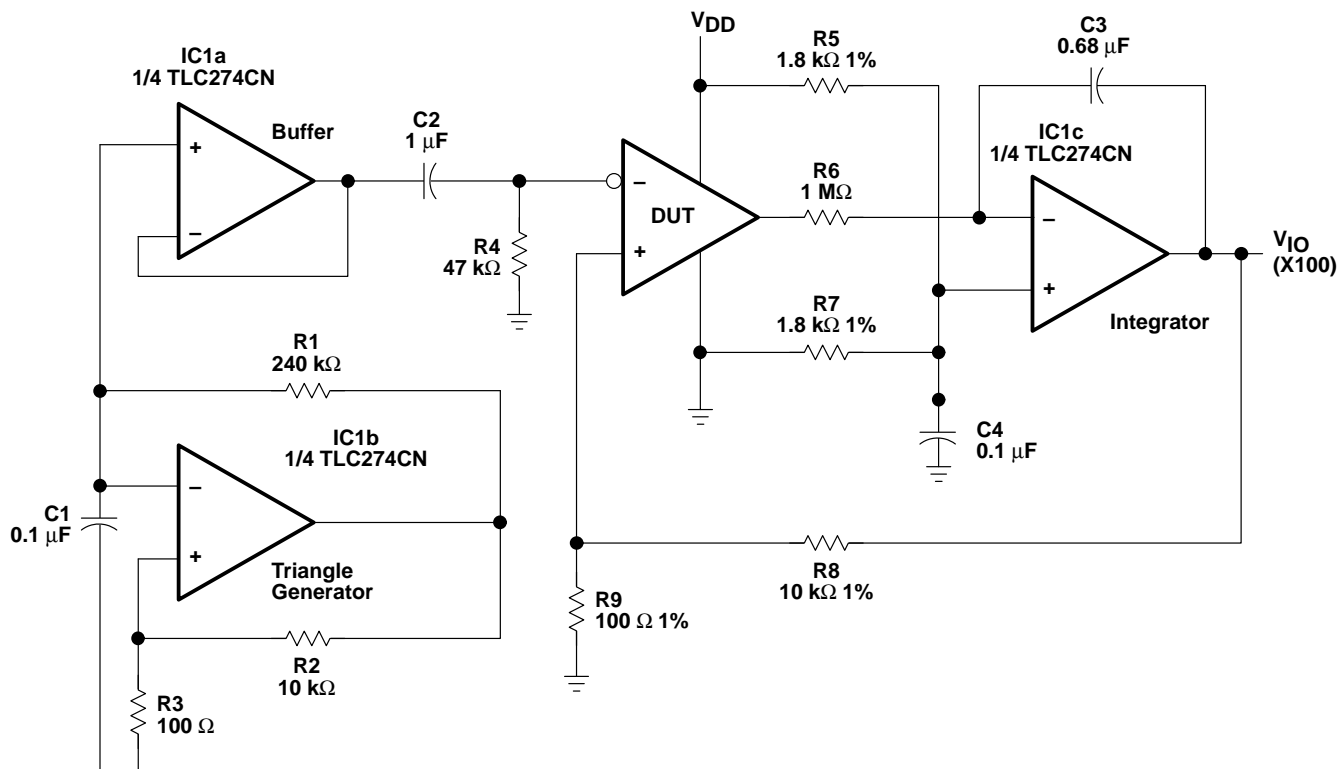 IC1a
1/4 TLC274CN
+
−
Buffer
C2
1 µF
R4
47 kΩ
VDD
R5
1.8 kΩ 1%
C3
0.68 µF
−
DUT
+
R6
1 MΩ
IC1c
1/4 TLC274CN
−
+
VIO
(X100)
Integrator
R7
1.8 kΩ 1%
C4
0.1 µF
R1
240 kΩ
IC1b
1/4 TLC274CN
−
+
C1
0.1 µF
Triangle
Generator
R2
10 kΩ
R3
100 Ω
R8
10 kΩ 1%
R9
100 Ω 1%